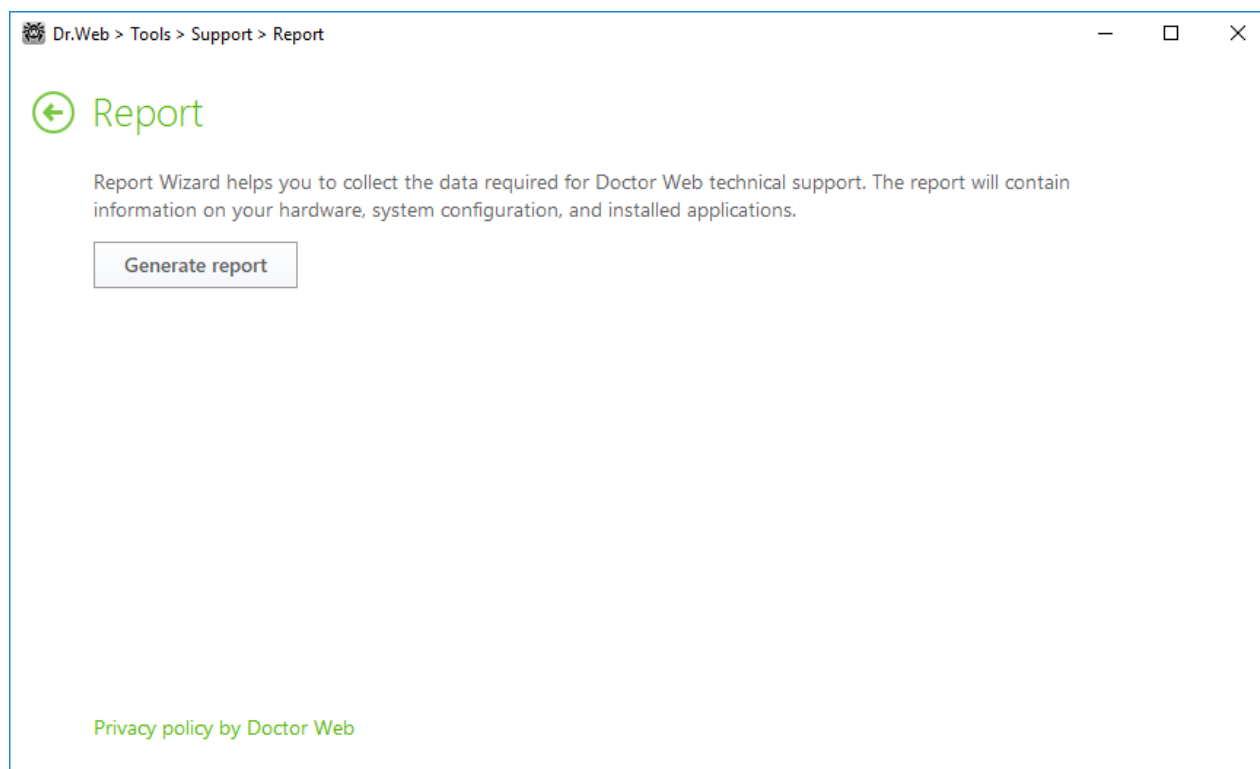 Dr.Web > Tools > Support > Report
Report
Report Wizard helps you to collect the data required for Doctor Web technical support. The report will contain
information on your hardware, system configuration, and installed applications.
Generate report
Privacy policy by Doctor Web